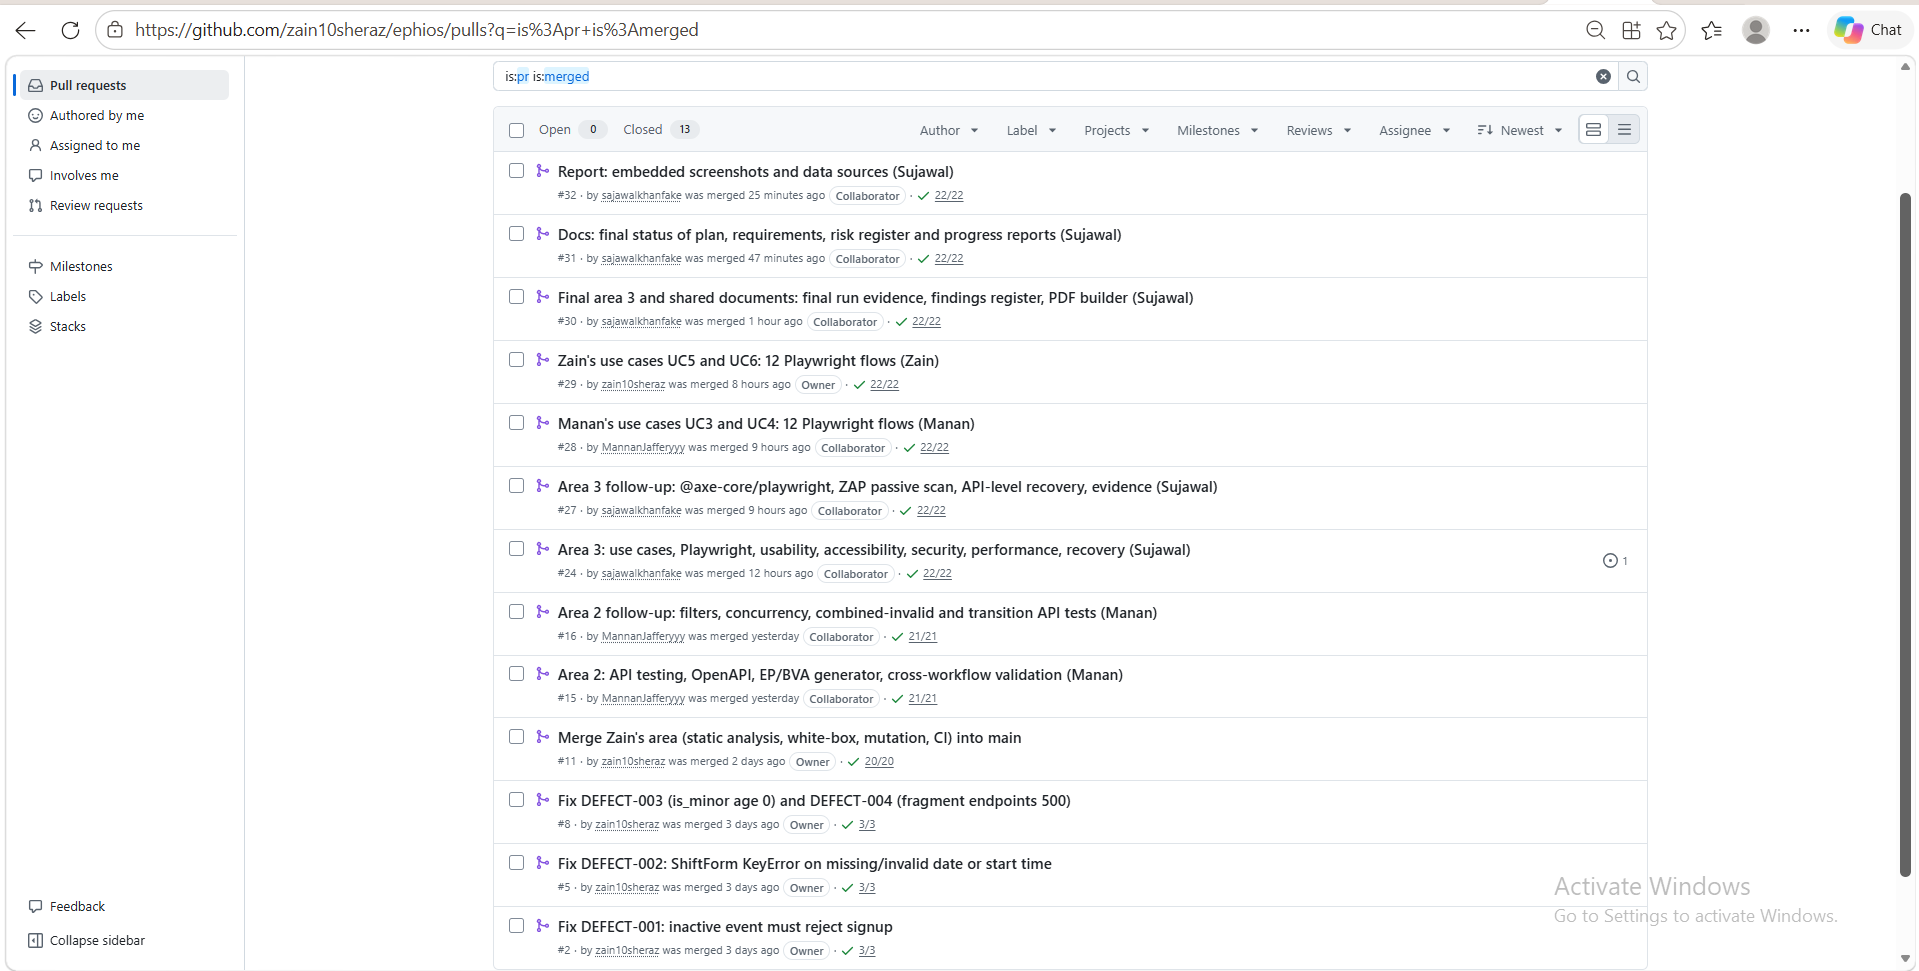 https://github.com/zain10sheraz/ephios/pulls?q=is%3Apr+is%3Amerged
Chat
Pull requests
Authored by me
Assigned to me
Involves me
Review requests
Milestones
Labels
Stacks
Feedback
Collapse sidebar
is:pr is:merged
Open 0 Closed 13 Author Label Projects Milestones Reviews Assignee Newest
Report: embedded screenshots and data sources (Sujawal)
#32 · by sajawalkhanfake was merged 25 minutes ago Collaborator · 22/22
Docs: final status of plan, requirements, risk register and progress reports (Sujawal)
#31 · by sajawalkhanfake was merged 47 minutes ago Collaborator · 22/22
Final area 3 and shared documents: final run evidence, findings register, PDF builder (Sujawal)
#30 · by sajawalkhanfake was merged 1 hour ago Collaborator · 22/22
Zain's use cases UC5 and UC6: 12 Playwright flows (Zain)
#29 · by zain10sheraz was merged 8 hours ago Owner · 22/22
Manan's use cases UC3 and UC4: 12 Playwright flows (Manan)
#28 · by MannanJafferyyy was merged 9 hours ago Collaborator · 22/22
Area 3 follow-up: @axe-core/playwright, ZAP passive scan, API-level recovery, evidence (Sujawal)
#27 · by sajawalkhanfake was merged 9 hours ago Collaborator · 22/22
Area 3: use cases, Playwright, usability, accessibility, security, performance, recovery (Sujawal)
#24 · by sajawalkhanfake was merged 12 hours ago Collaborator · 22/22
1
Area 2 follow-up: filters, concurrency, combined-invalid and transition API tests (Manan)
#16 · by MannanJafferyyy was merged yesterday Collaborator · 21/21
Area 2: API testing, OpenAPI, EP/BVA generator, cross-workflow validation (Manan)
#15 · by MannanJafferyyy was merged yesterday Collaborator · 21/21
Merge Zain's area (static analysis, white-box, mutation, CI) into main
#11 · by zain10sheraz was merged 2 days ago Owner · 20/20
Fix DEFECT-003 (is_minor age 0) and DEFECT-004 (fragment endpoints 500)
#8 · by zain10sheraz was merged 3 days ago Owner · 3/3
Fix DEFECT-002: ShiftForm KeyError on missing/invalid date or start time
#5 · by zain10sheraz was merged 3 days ago Owner · 3/3
Fix DEFECT-001: inactive event must reject signup
#2 · by zain10sheraz was merged 3 days ago Owner · 3/3
Activate Windows
Go to Settings to activate Windows.